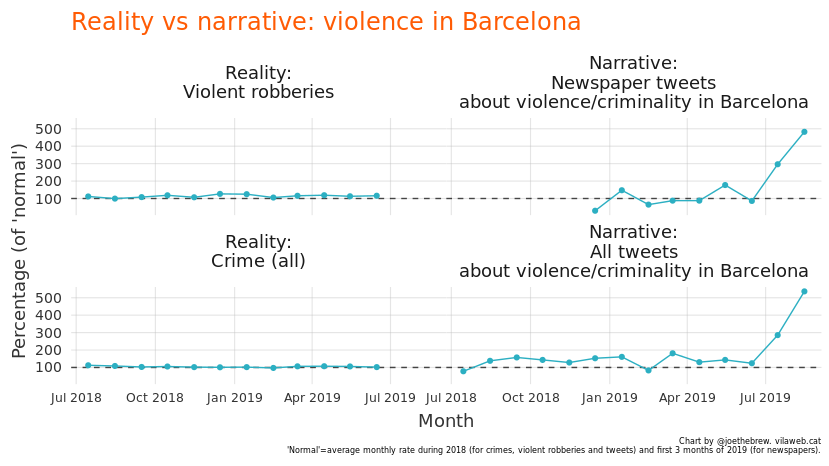 Reality vs narrative: violence in Barcelona
Reality:
Violent robberies
Narrative:
Newspaper tweets
about violence/criminality in Barcelona
500
400
300
200
100
Reality:
Crime (all)
Narrative:
All tweets
about violence/criminality in Barcelona
500
400
300
200
100
Percentage (of 'normal')
Jul 2018 Oct 2018 Jan 2019 Apr 2019 Jul 2019 Jul 2018 Oct 2018 Jan 2019 Apr 2019 Jul 2019
Month
Chart by @joethebrew. vilaweb.cat
'Normal'=average monthly rate during 2018 (for crimes, violent robberies and tweets) and first 3 months of 2019 (for newspapers).